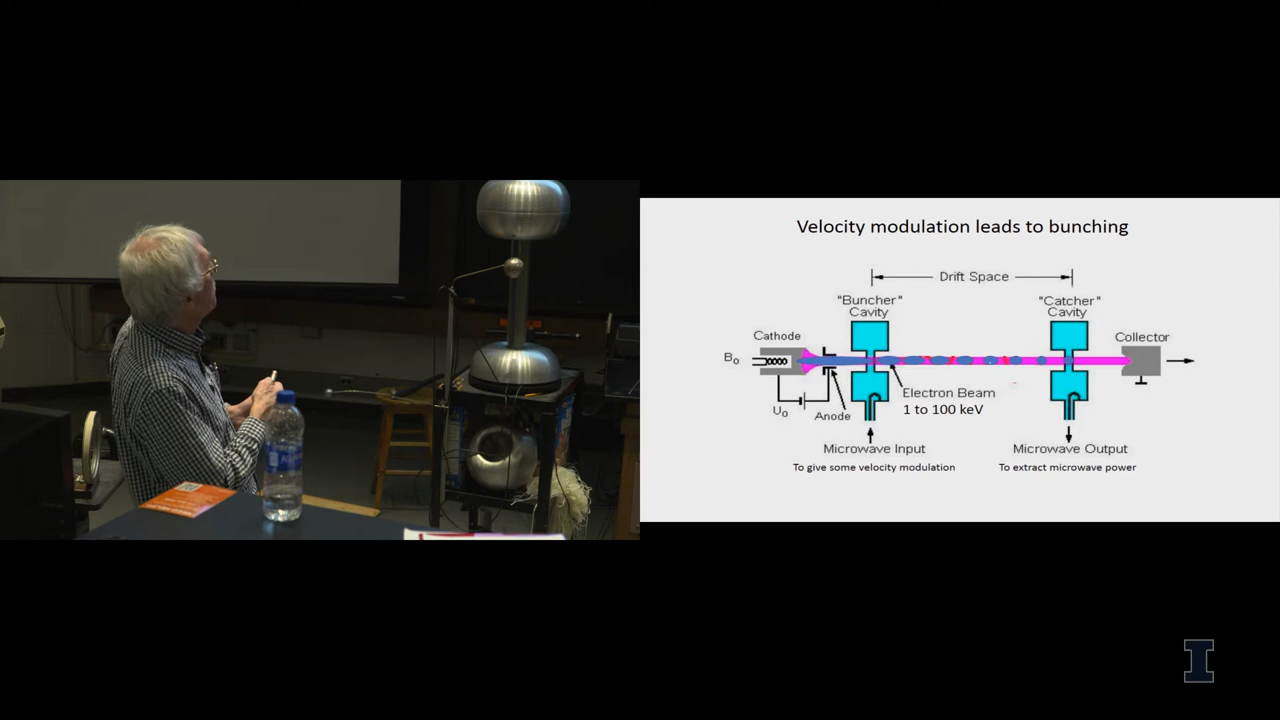 Velocity modulation leads to bunching
Drift Space
"Buncher"
Cavity
"Catcher"
Cavity
Cathode
Collector
B₀
Electron Beam
1 to 100 keV
U₀
Anode
Microwave Input
Microwave Output
To give some velocity modulation
To extract microwave power
I